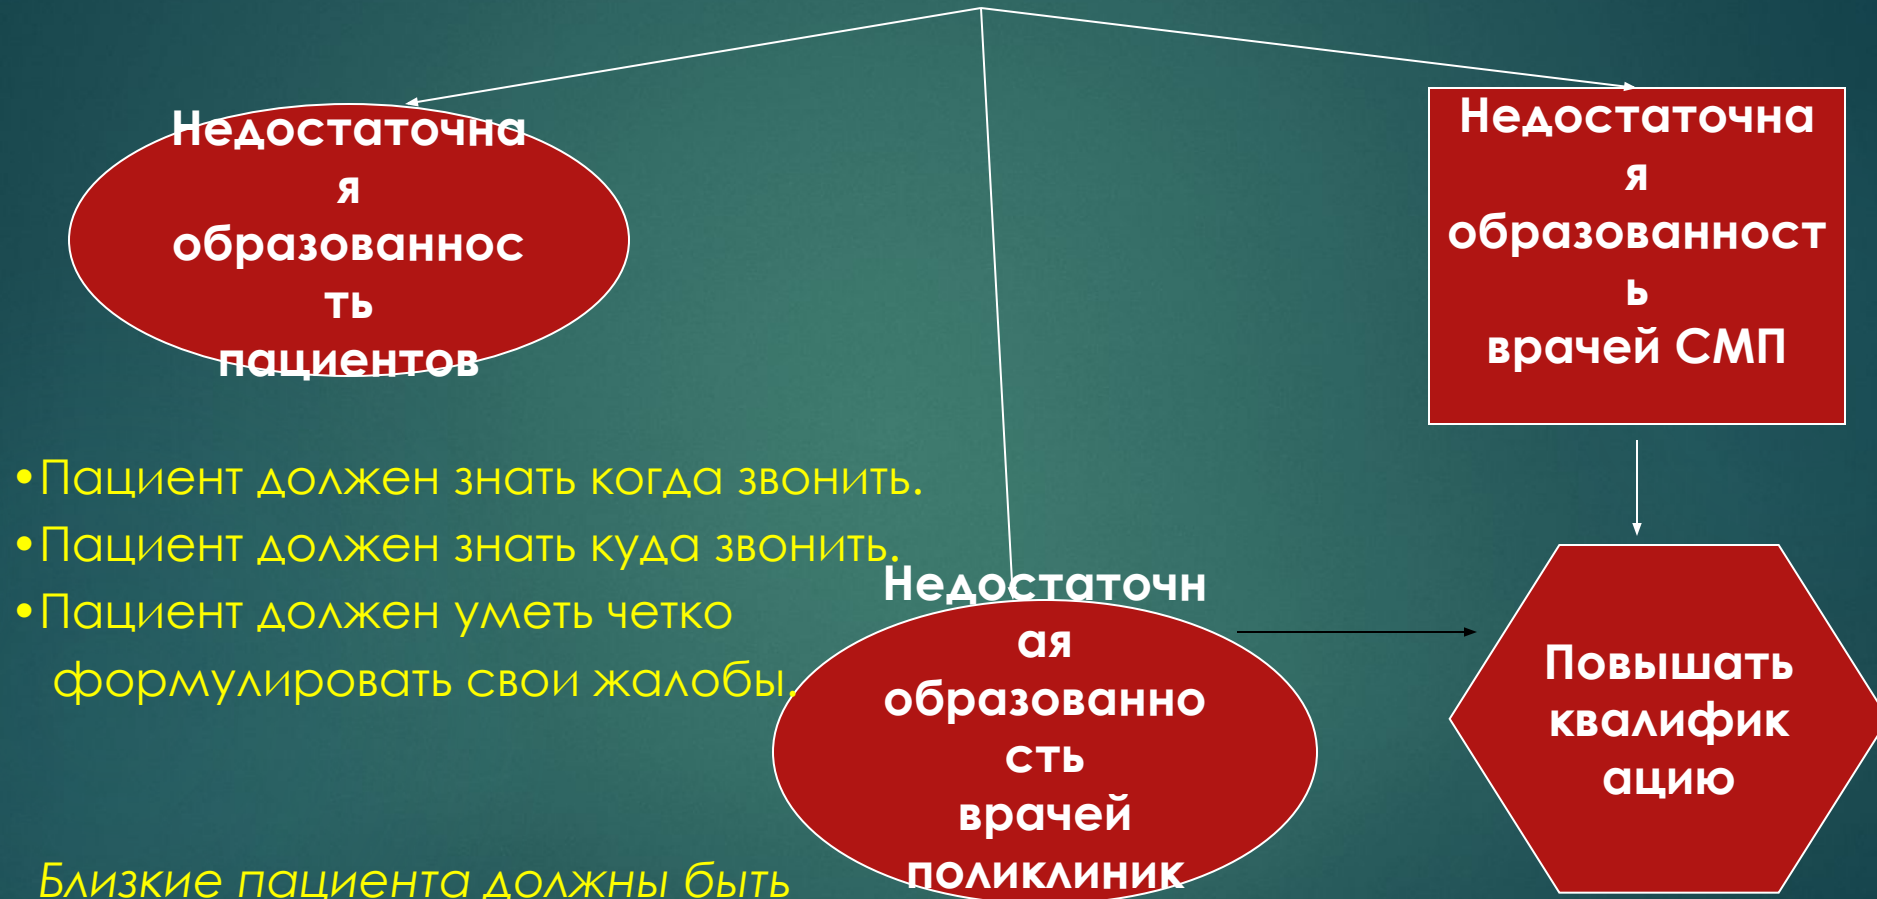 Недостаточна
я
образованнос
ть
пациентов
Недостаточна
я
образованност
ь
врачей СМП
•Пациент должен знать когда звонить.
•Пациент должен знать куда звонить.
•Пациент должен уметь четко
формулировать свои жалобы.
Недостаточн
ая
образованно
сть
врачей
поликлиник
Повышать
квалифик
ацию
Близкие пациента должны быть